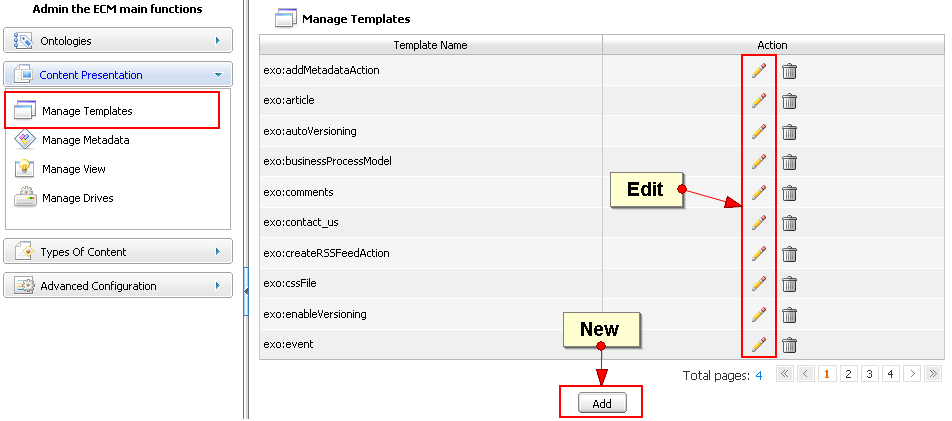 Admin the ECM main functions
Ontologies
Content Presentation
Manage Templates
Manage Metadata
Manage View
Manage Drives
Types Of Content
Advanced Configuration
Manage Templates
Template Name Action
exo:addMetadataAction
exo:article
exo:autoVersioning
exo:businessProcessModel
exo:comments
Edit
exo:contact_us
exo:createRSSFeedAction
exo:cssFile
exo:enableVersioning
New
exo:event
Total pages: 4 « < 1 2 3 4 > »
Add